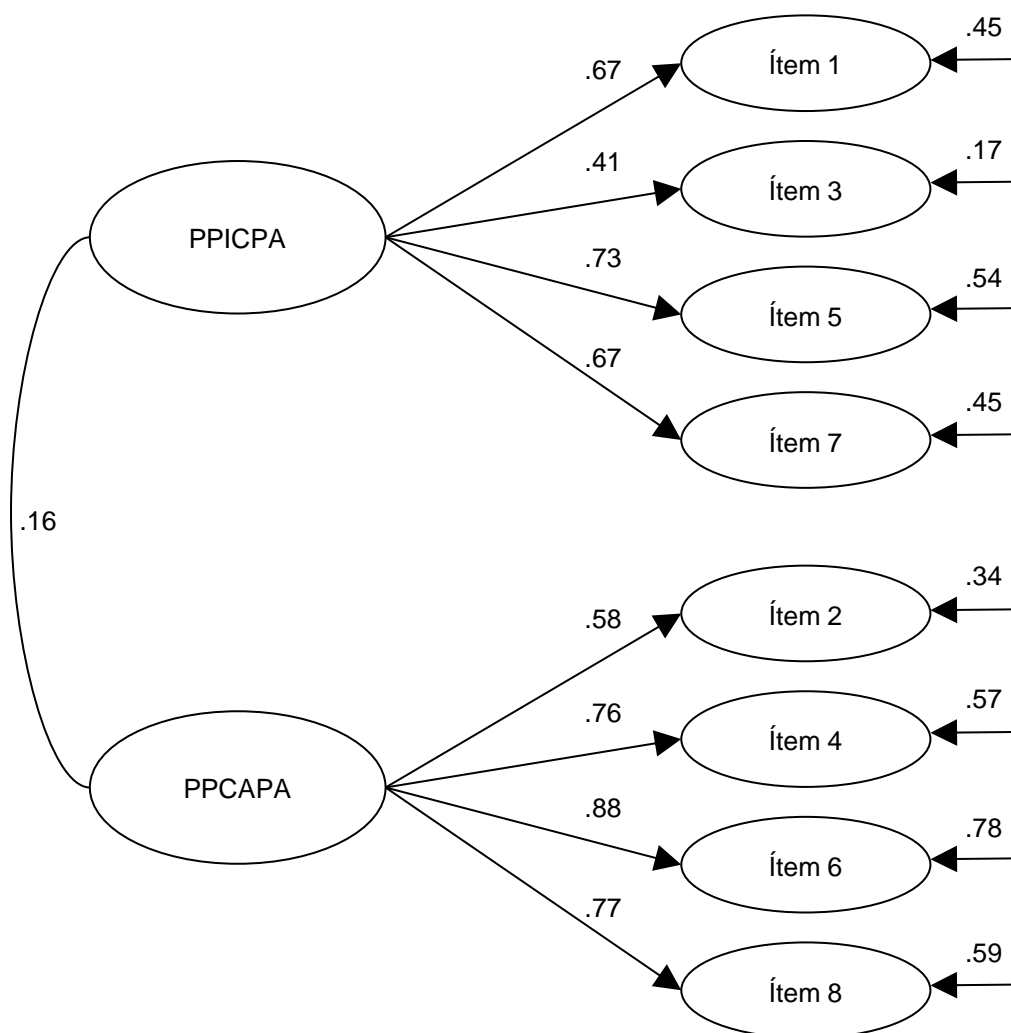 .45
.67
Ítem 1
.17
.41
Ítem 3
PPICPA
.73
.54
Ítem 5
.67
.45
Ítem 7
.16
.34
.58
Ítem 2
.57
.76
Ítem 4
PPCAPA
.88
.78
Ítem 6
.77
.59
Ítem 8